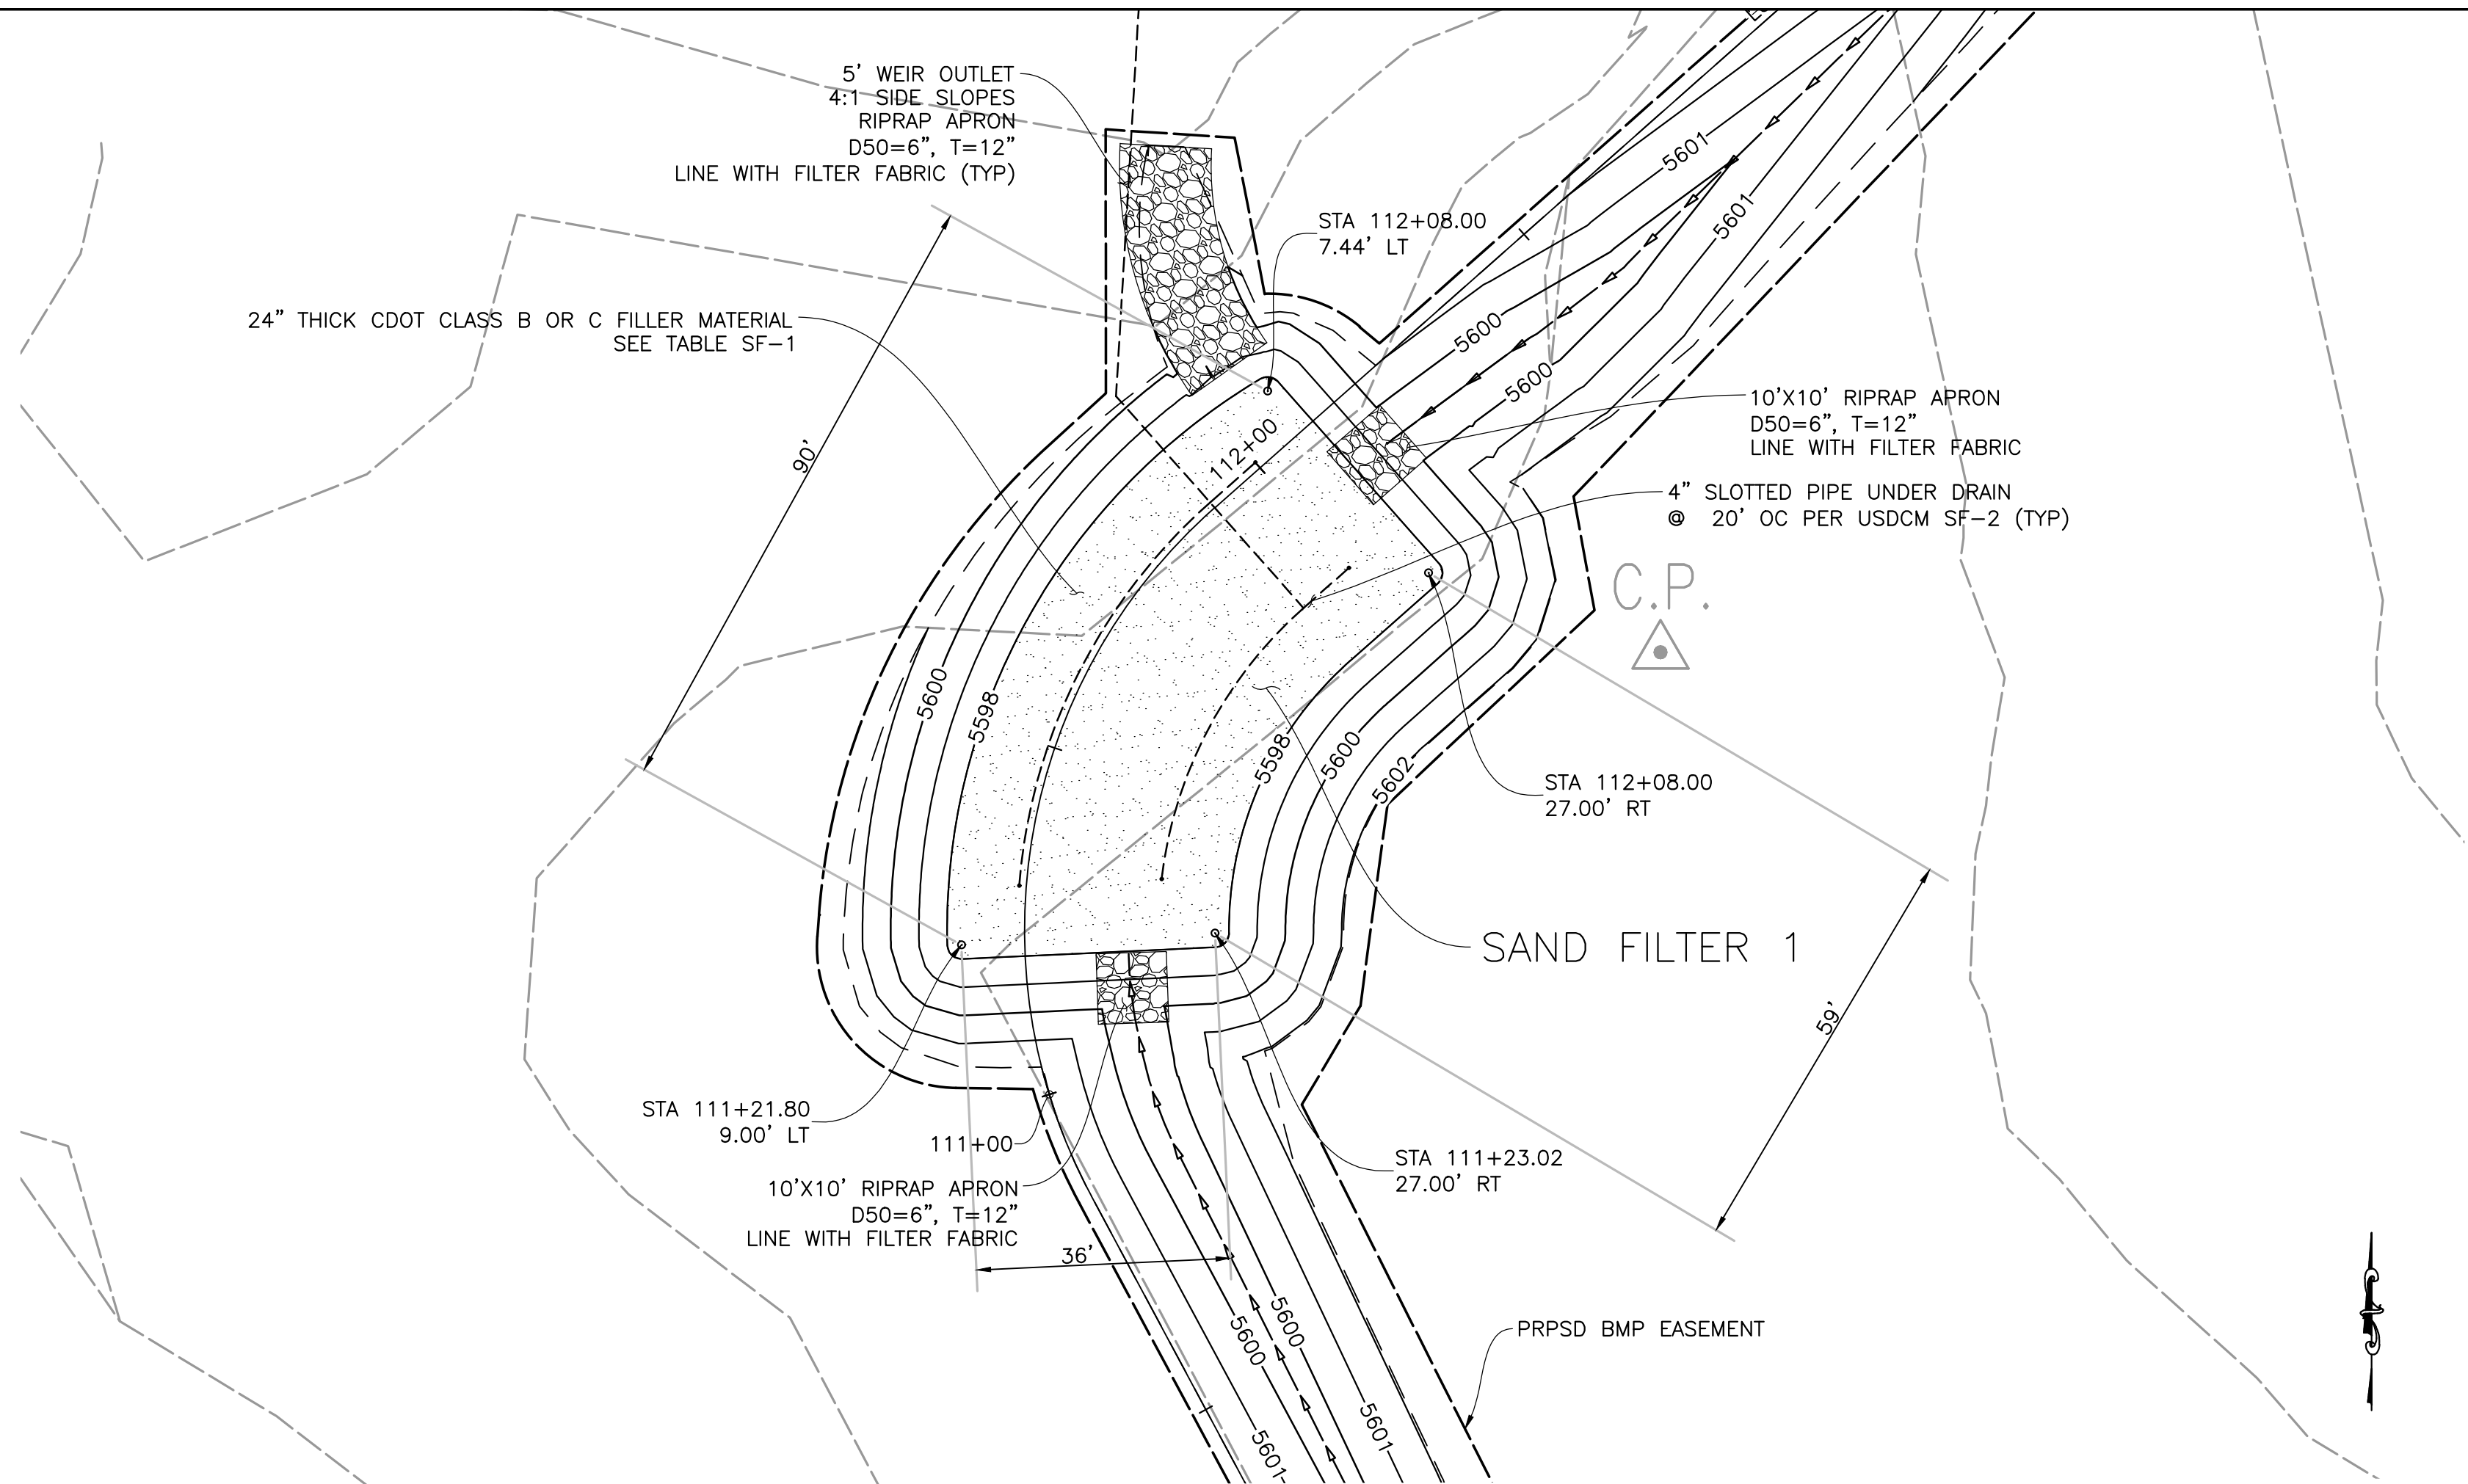 5' WEIR OUTLET
4:1 SIDE SLOPES
RIPRAP APRON
D50=6", T=12"
LINE WITH FILTER FABRIC (TYP)
5601
5601
STA 112+08.00
7.44' LT
24" THICK CDOT CLASS B OR C FILLER MATERIAL
SEE TABLE SF-1
5600
5600
10'X10' RIPRAP APRON
D50=6", T=12"
LINE WITH FILTER FABRIC
90'
112+00
4" SLOTTED PIPE UNDER DRAIN
@ 20' OC PER USDCM SF-2 (TYP)
C.P.
5600
5598
5598
5600
5602
STA 112+08.00
27.00' RT
SAND FILTER 1
59'
STA 111+21.80
9.00' LT
111+00
STA 111+23.02
27.00' RT
10'X10' RIPRAP APRON
D50=6", T=12"
LINE WITH FILTER FABRIC
36'
5600
5600
PRPSD BMP EASEMENT
5601
5601